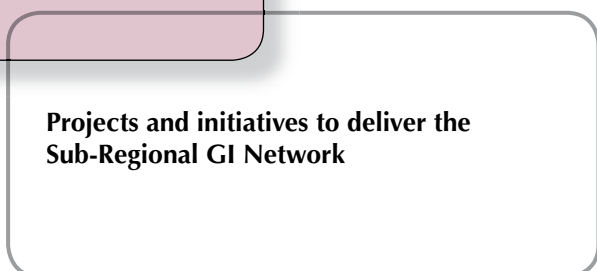 Projects and initiatives to deliver the
Sub-Regional GI Network